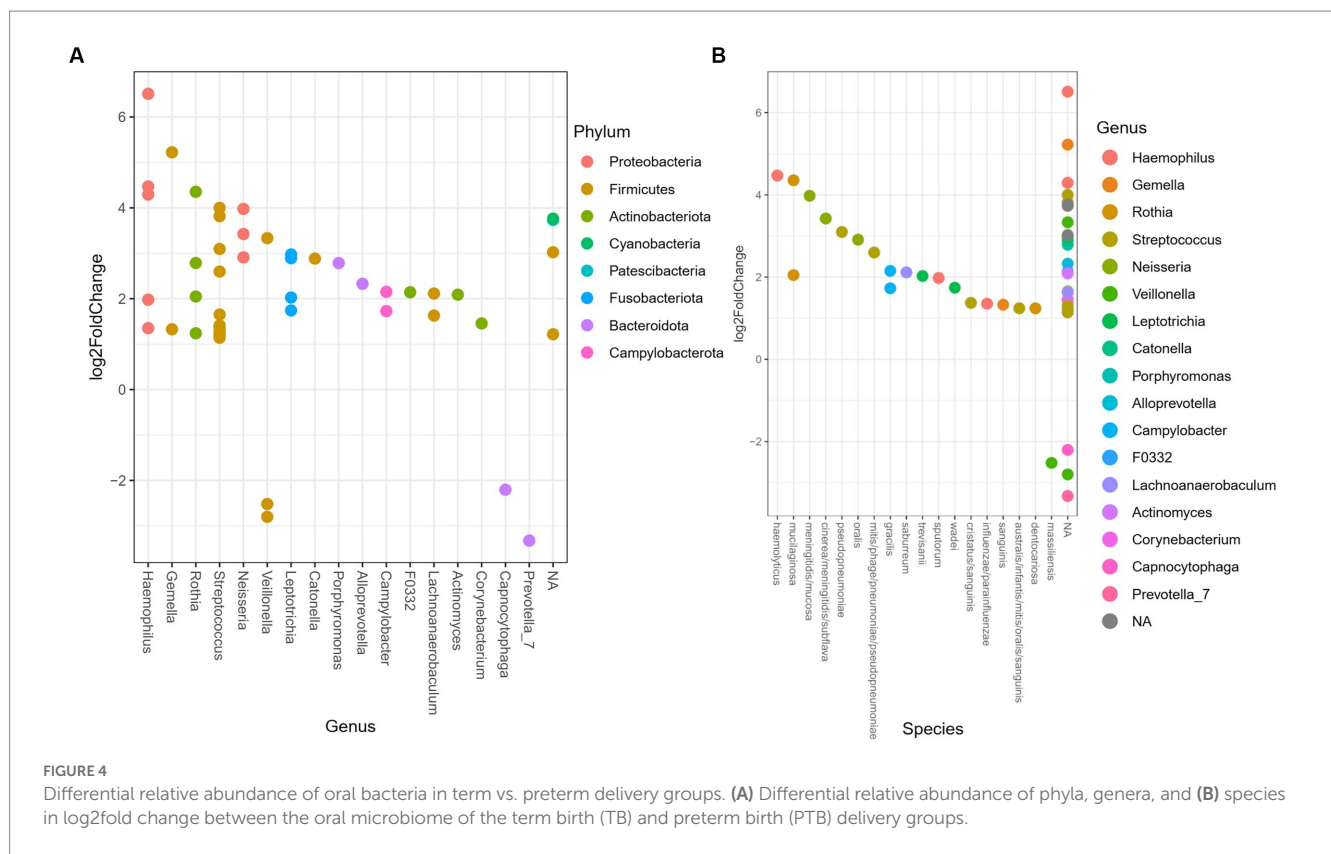 A
6
4
2
0
−2
log2FoldChange
Haemophilus
Gemella
Rothia
Streptococcus
Neisseria
Veillonella
Leptotrichia
Catonella
Porphyromonas
Alloprevotella
Campylobacter
F0332
Lachnoanaerobaculum
Actinomyces
Corynebacterium
Capnocytophaga
Prevotella_7
NA
Genus
Phylum
Proteobacteria
Firmicutes
Actinobacteriota
Cyanobacteria
Patescibacteria
Fusobacteriota
Bacteroidota
Campylobacterota
B
6
4
2
0
−2
log2FoldChange
haemolyticus
mucilaginosa
meningitidis/mucosa
cinerea/meningitidis/subflava
pseudopneumoniae
oralis
mitis/phage/pneumoniae/pseudopneumoniae
gracilis
saburreum
trevisanii
sputorum
wadei
cristatus/sanguinis
influenzae/parainfluenzae
sanguinis
australis/infantis/mitis/oralis/sanguinis
dentocariosa
massiliensis
NA
Species
Genus
Haemophilus
Gemella
Rothia
Streptococcus
Neisseria
Veillonella
Leptotrichia
Catonella
Porphyromonas
Alloprevotella
Campylobacter
F0332
Lachnoanaerobaculum
Actinomyces
Corynebacterium
Capnocytophaga
Prevotella_7
NA
FIGURE 4
Differential relative abundance of oral bacteria in term vs. preterm delivery groups. (A) Differential relative abundance of phyla, genera, and (B) species
in log2fold change between the oral microbiome of the term birth (TB) and preterm birth (PTB) delivery groups.